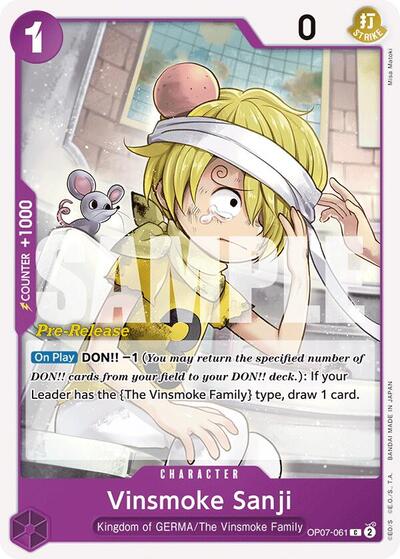 1
0
打
STRIKE
Misa Matoki
COUNTER +1000
SAMPLE
Pre-Release
On Play DON!! −1 (You may return the specified number of
DON!! cards from your field to your DON!! deck.): If your
Leader has the {The Vinsmoke Family} type, draw 1 card.
CHARACTER
Vinsmoke Sanji
Kingdom of GERMA/The Vinsmoke Family
OP07-061 C 2
©E.O/S. ©E.O./S., T.A. BANDAI MADE IN JAPAN